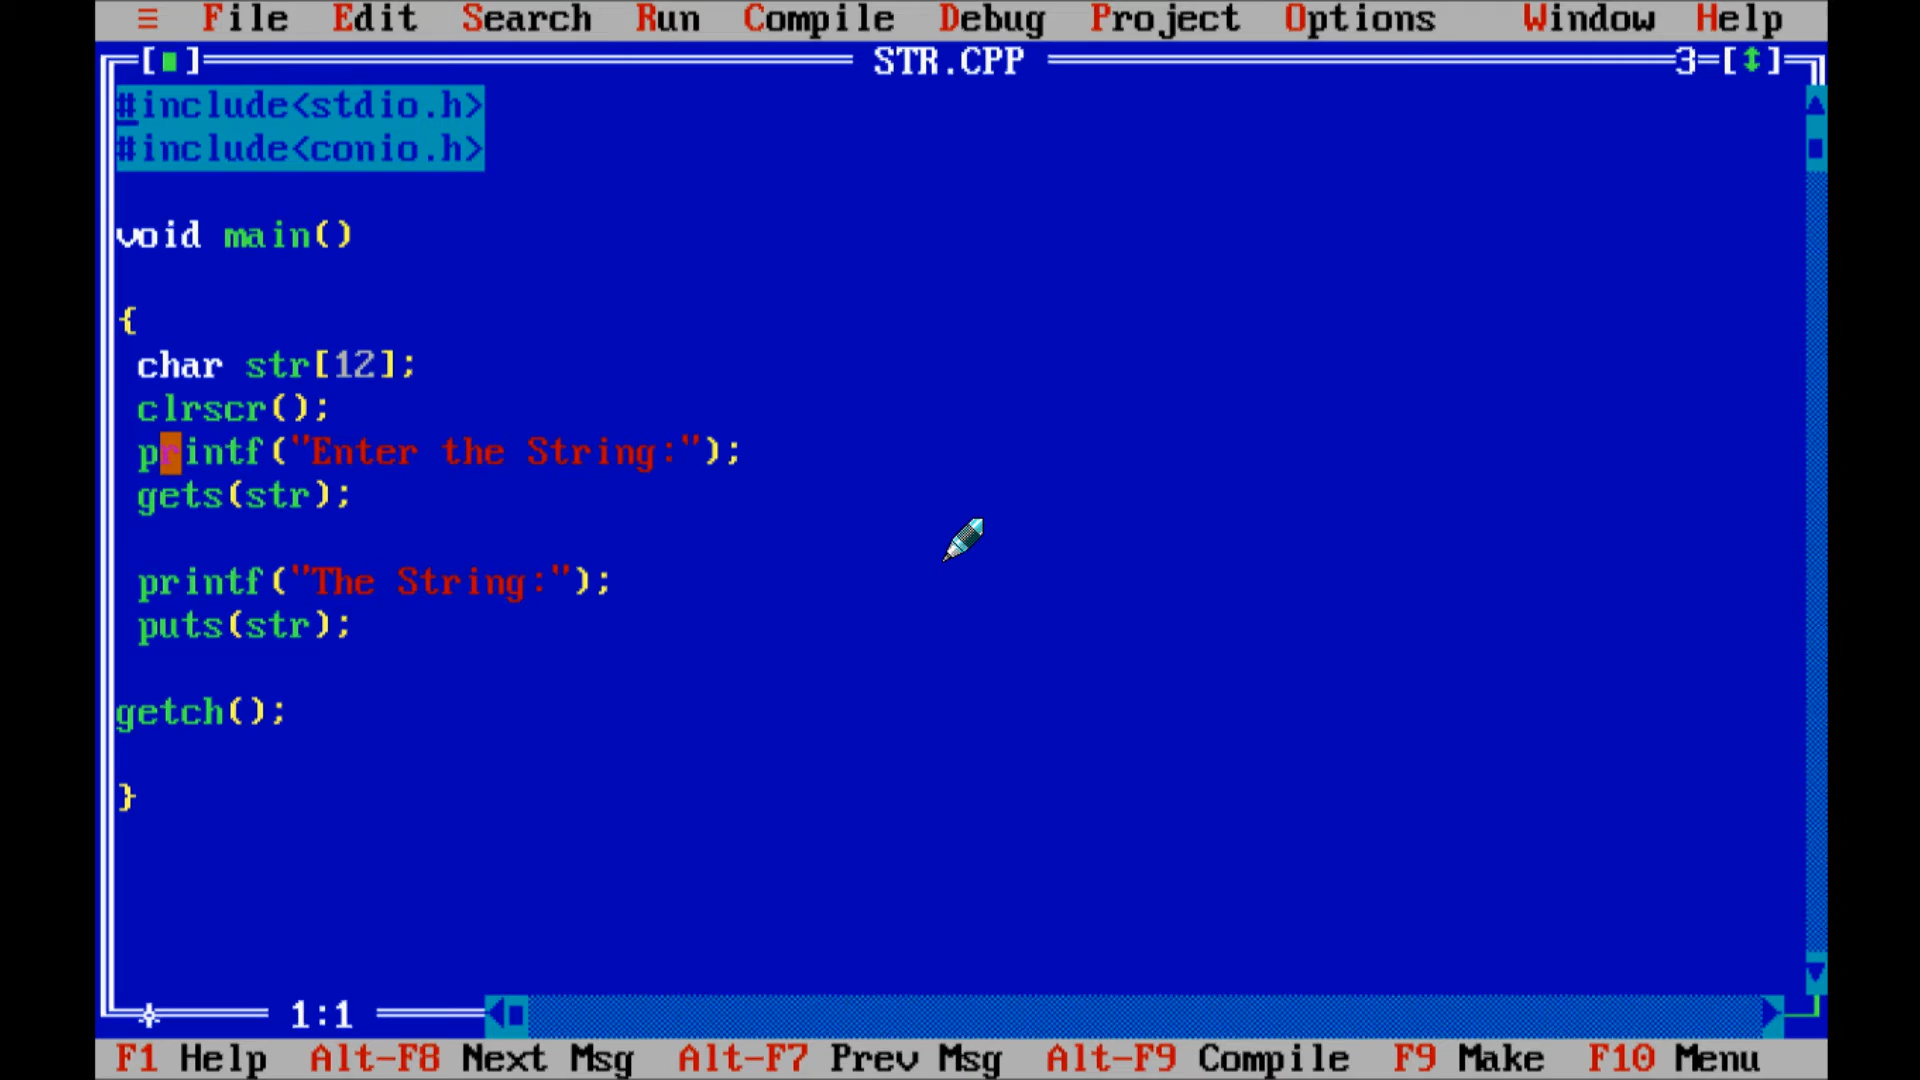 ≡ File Edit Search Run Compile Debug Project Options Window Help
[■] STR.CPP 3=[↕]
#include<stdio.h>
#include<conio.h>
void main()
{
char str[12];
clrscr();
printf("Enter the String:");
gets(str);
printf("The String:");
puts(str);
getch();
}
1:1
F1 Help Alt-F8 Next Msg Alt-F7 Prev Msg Alt-F9 Compile F9 Make F10 Menu